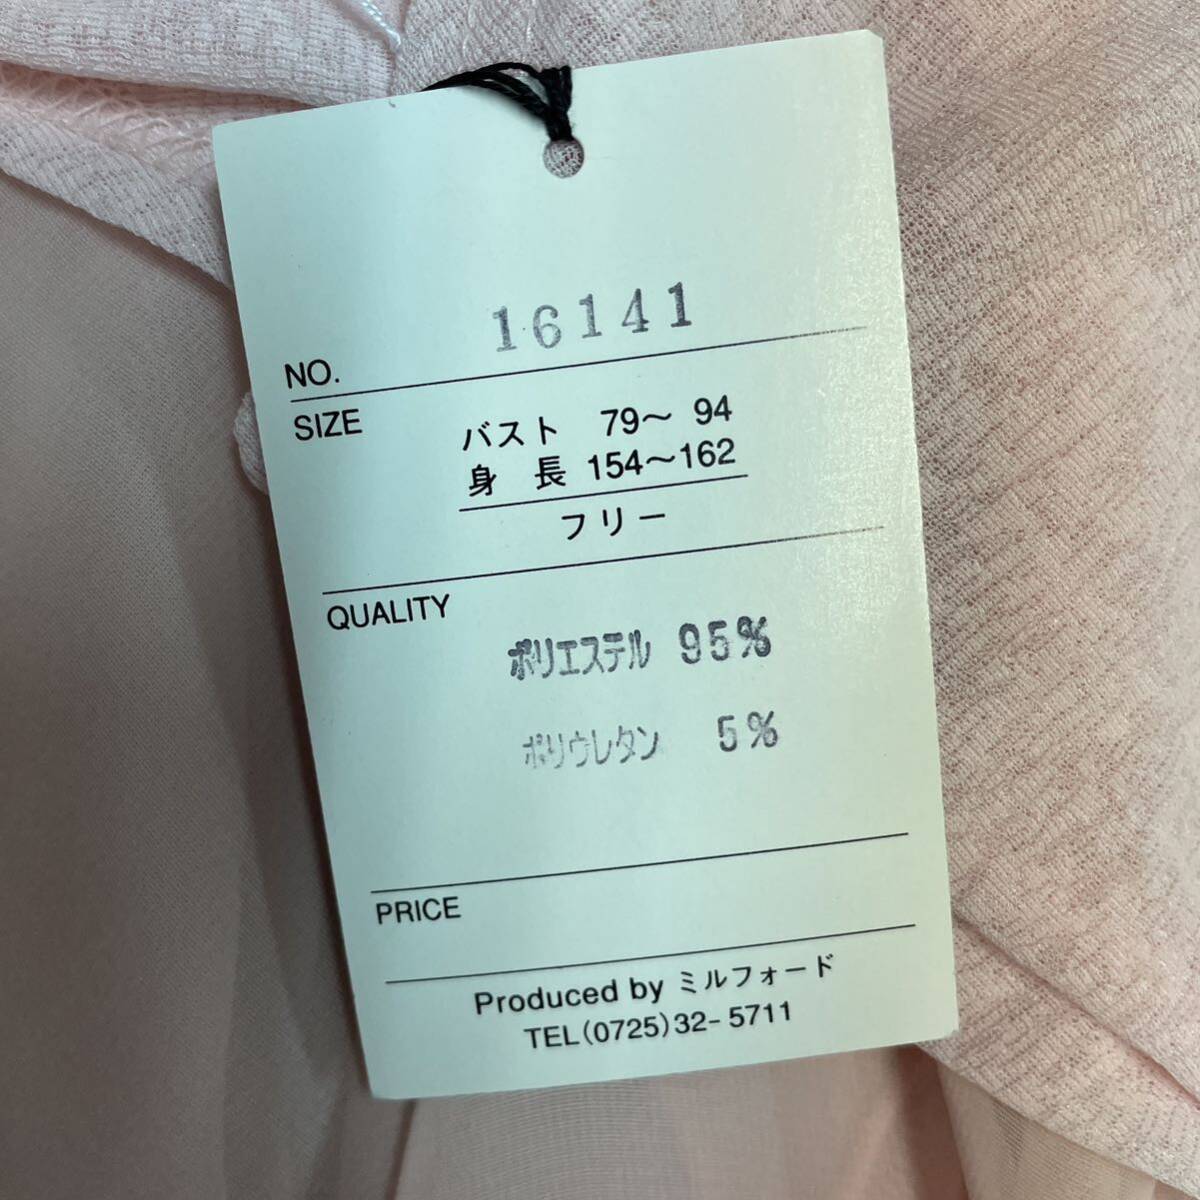 16141
NO.
SIZE
バスト 79～ 94
身 長 154～162
フリー
QUALITY
ポリエステル 95%
ポリウレタン 5%
PRICE
Produced by ミルフォード
TEL(0725)32-5711